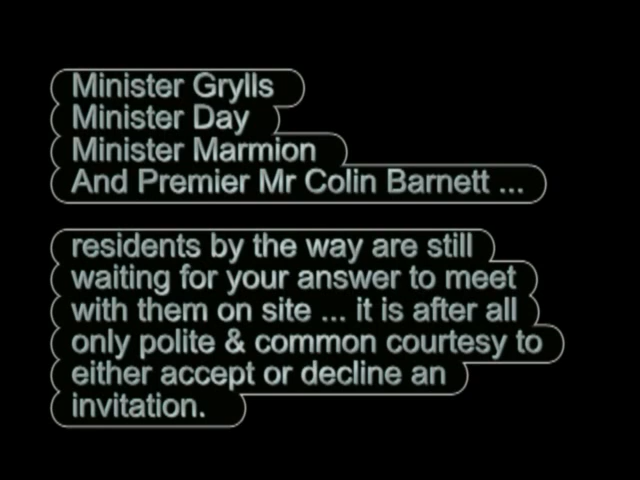 Minister Grylls
Minister Day
Minister Marmion
And Premier Mr Colin Barnett ...
residents by the way are still
waiting for your answer to meet
with them on site ... it is after all
only polite & common courtesy to
either accept or decline an
invitation.